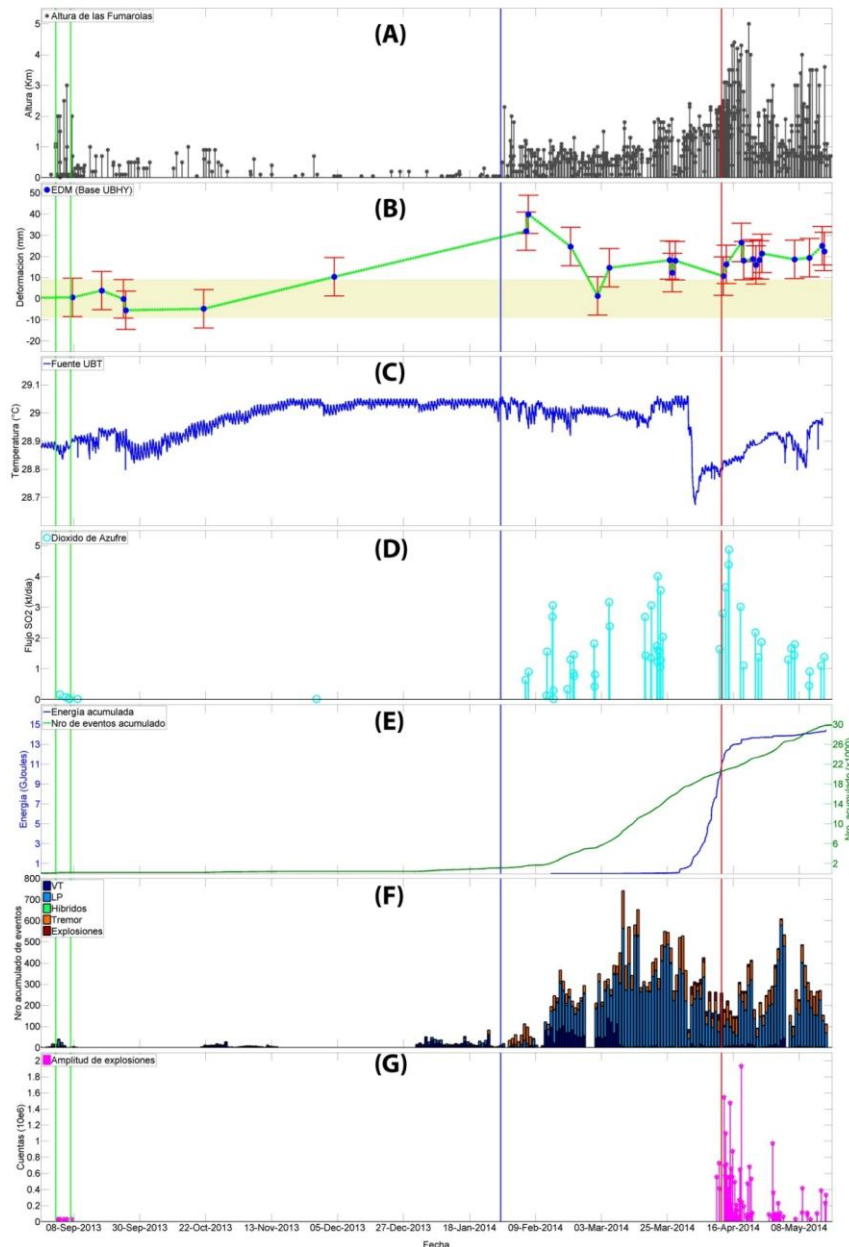 Altura de las Fumarolas
(A)
Altura (Km)
5
4
3
2
1
0
EDM (Base UBHY)
(B)
Deformacion (mm)
50
40
30
20
10
0
-10
-20
Fuente UBT
(C)
Temperatura (°C)
29.1
29
28.9
28.8
28.7
Dioxido de Azufre
(D)
Flujo SO2 (kt/dia)
5
4
3
2
1
0
Energía acumulada
Nro de eventos acumulado
(E)
Energía (GJoules)
15
13
11
9
7
5
3
1
30
26
22
18
14
10
6
2
Nro. acumulado (x1000)
VT
LP
Híbridos
Tremor
Explosiones
(F)
Nro acumulado de eventos
800
700
600
500
400
300
200
100
0
Amplitud de explosiones
(G)
Cuentas (10e6)
2
1.8
1.6
1.4
1.2
1
0.8
0.6
0.4
0.2
0
08-Sep-2013 30-Sep-2013 22-Oct-2013 13-Nov-2013 05-Dec-2013 27-Dec-2013 18-Jan-2014 09-Feb-2014 03-Mar-2014 25-Mar-2014 16-Apr-2014 08-May-2014
Fecha